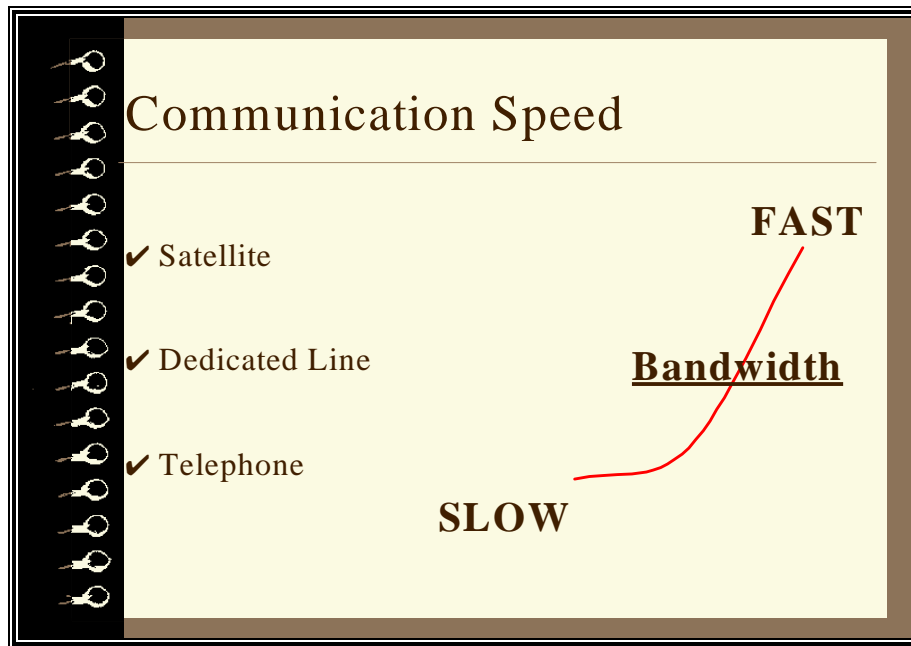 Communication Speed
FAST
✔ Satellite
✔ Dedicated Line
Bandwidth
✔ Telephone
SLOW